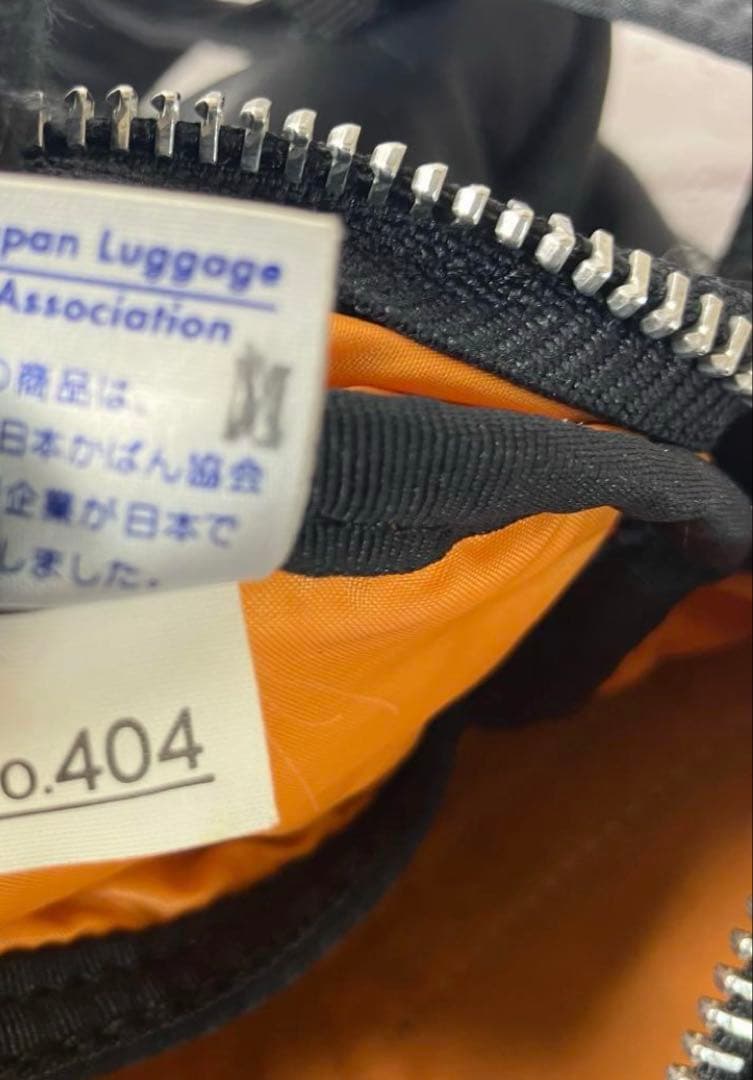 pan Luggage
Association
の商品は、
日本かばん協会
企業が日本で
しました。
o.404